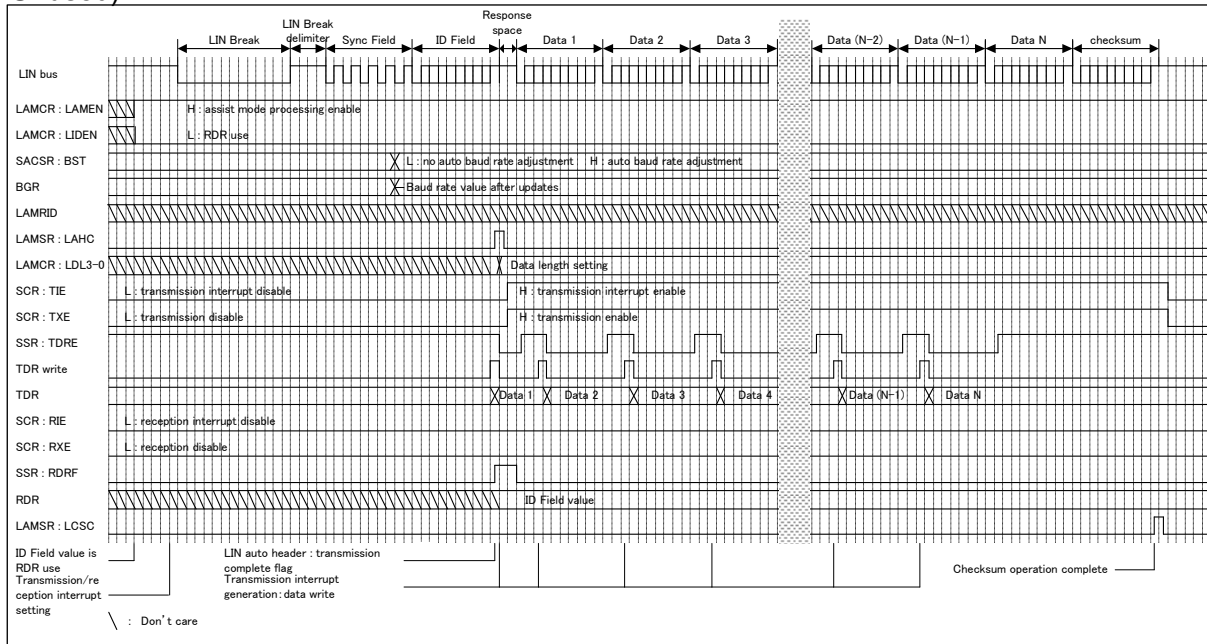 Response
LIN Break
delimiter
space
LIN Break
Sync Field
ID Field
Data 1
Data 2
Data 3
Data (N-2)
Data (N-1)
Data N
checksum
LIN bus
LAMCR : LAMEN
H : assist mode processing enable
LAMCR : LIDEN
L : RDR use
SACSR : BST
L : no auto baud rate adjustment
H : auto baud rate adjustment
BGR
Baud rate value after updates
LAMRID
LAMSR : LAHC
LAMCR : LDL3-0
Data length setting
SCR : TIE
L : transmission interrupt disable
H : transmission interrupt enable
SCR : TXE
L : transmission disable
H : transmission enable
SSR : TDRE
TDR write
TDR
Data 1
Data 2
Data 3
Data 4
Data (N-1)
Data N
SCR : RIE
L : reception interrupt disable
SCR : RXE
L : reception disable
SSR : RDRF
RDR
ID Field value
LAMSR : LCSC
ID Field value is
RDR use
Transmission/re
ception interrupt
setting
LIN auto header : transmission
complete flag
Transmission interrupt
generation: data write
Checksum operation complete
\ : Don't care